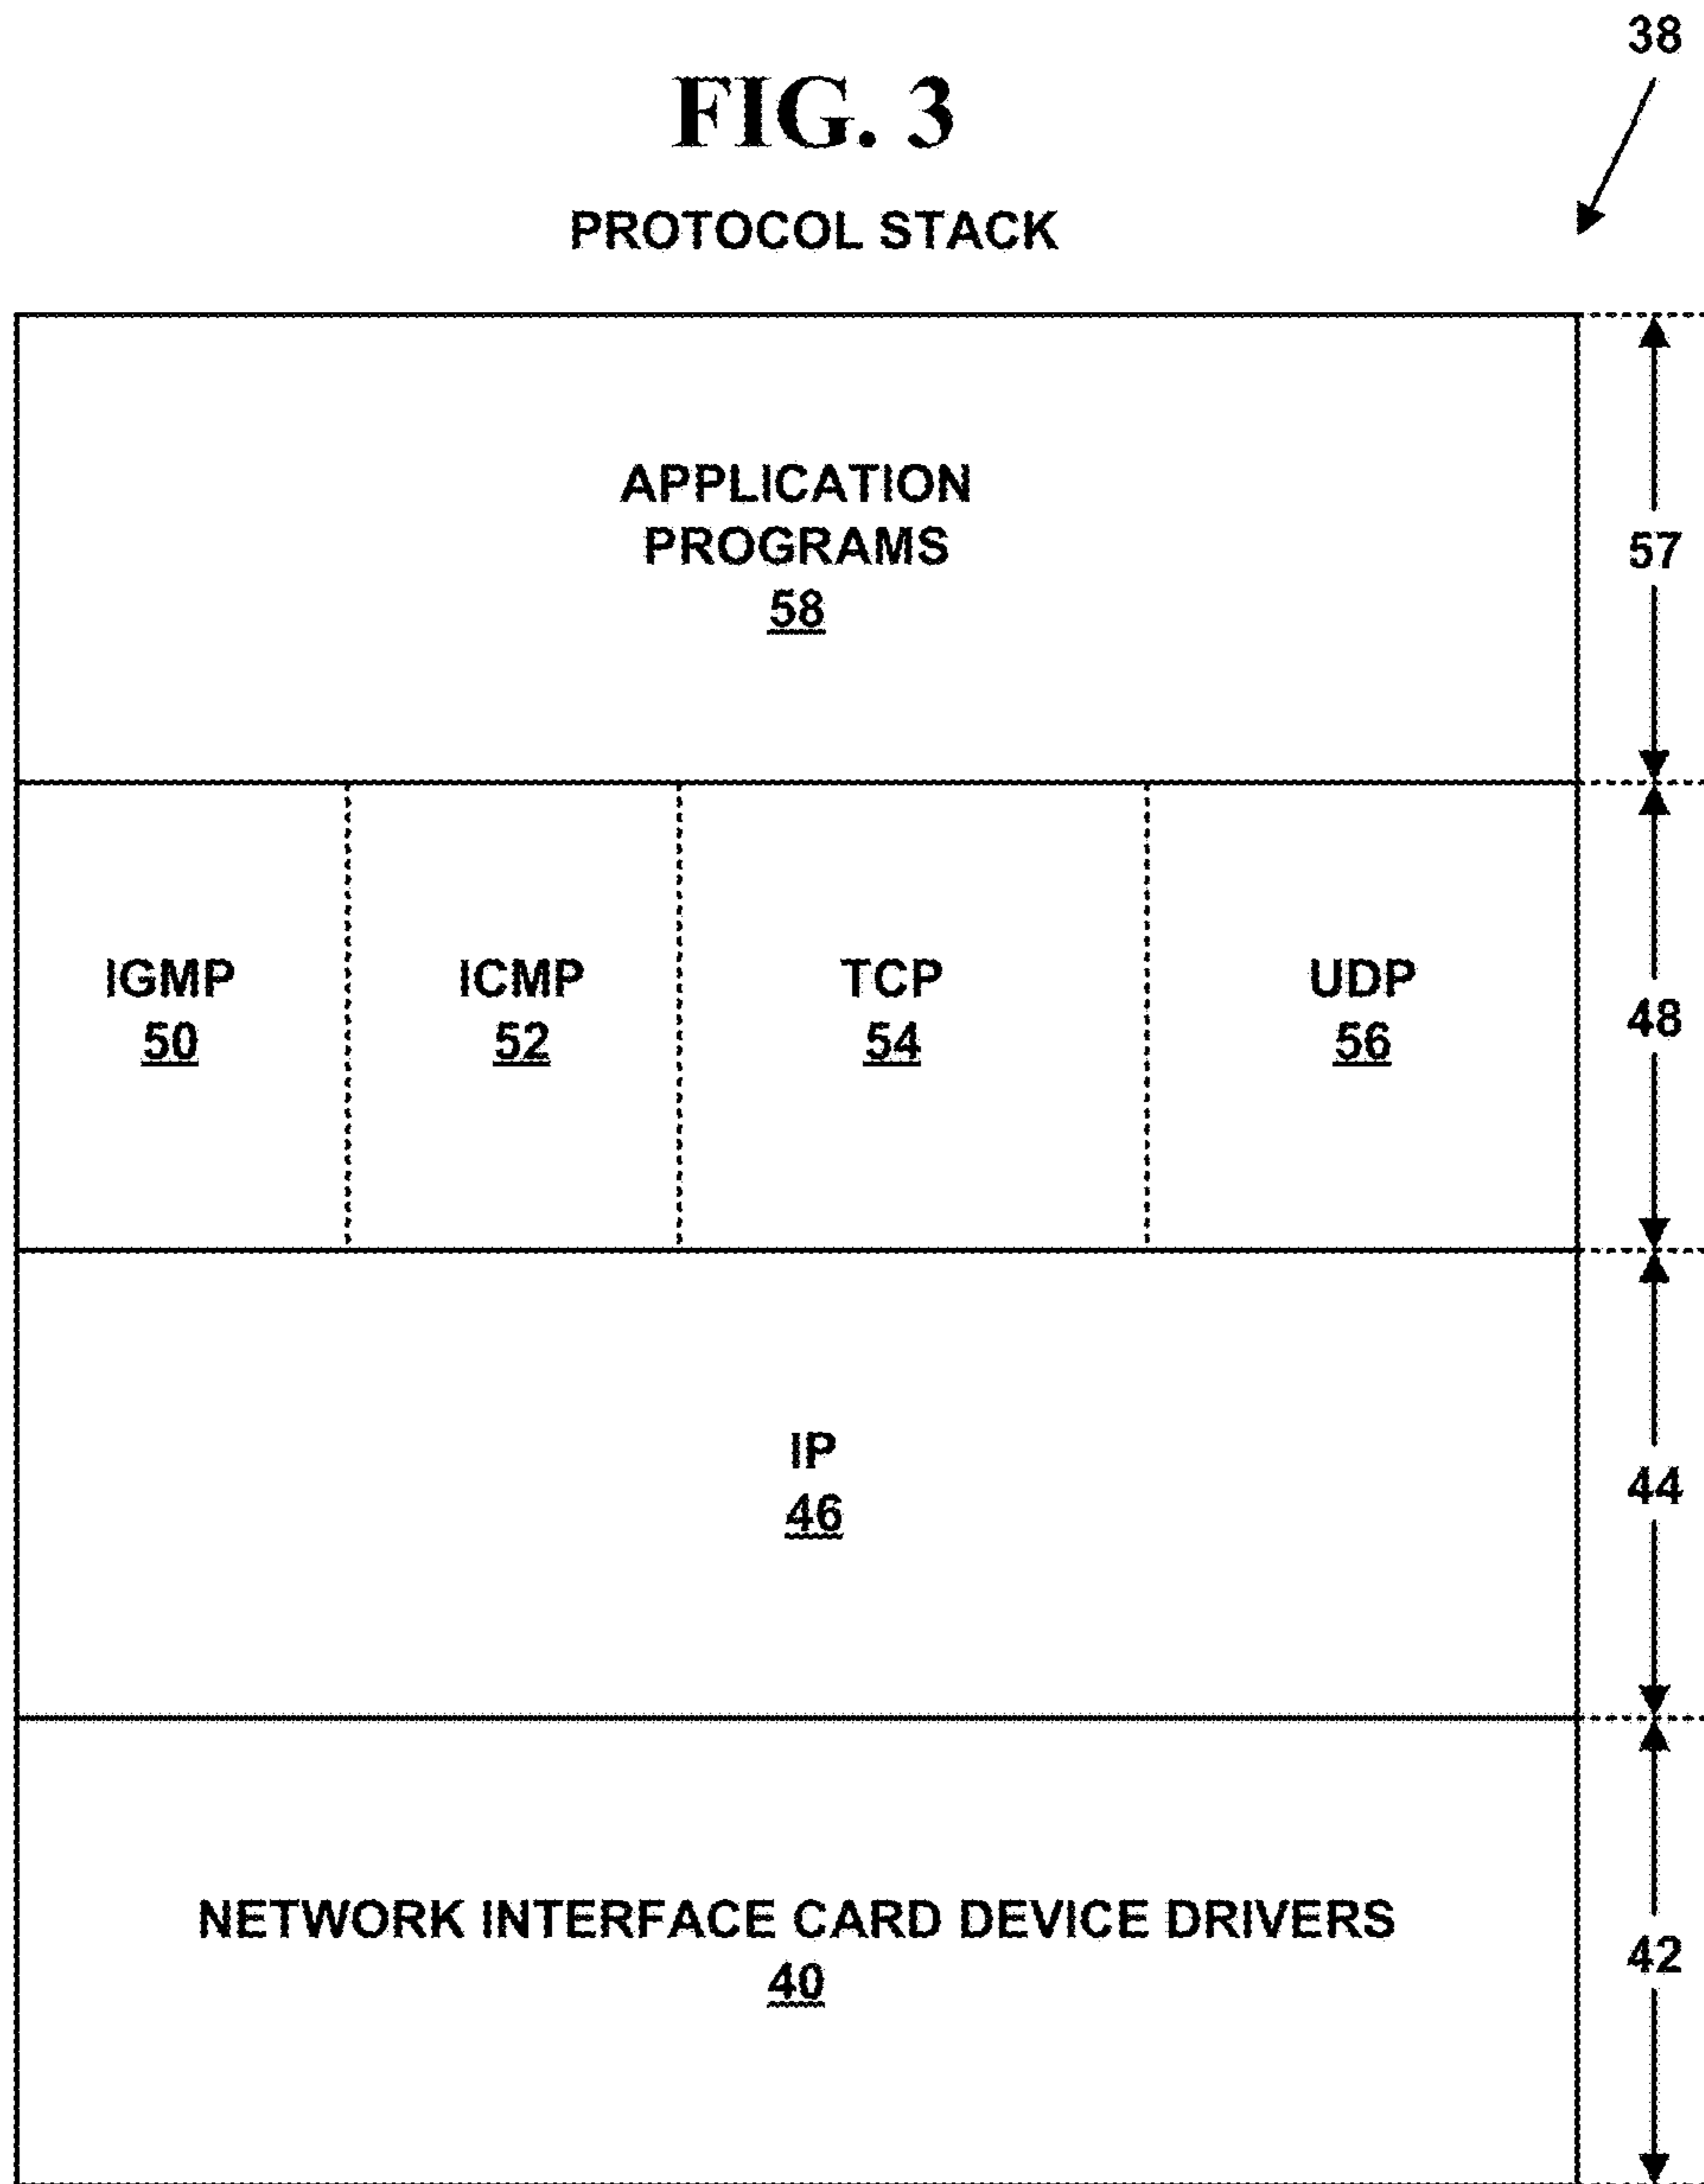 38
FIG. 3
PROTOCOL STACK
APPLICATION
PROGRAMS
58
57
IGMP
50
ICMP
52
TCP
54
UDP
56
48
IP
46
44
NETWORK INTERFACE CARD DEVICE DRIVERS
40
42